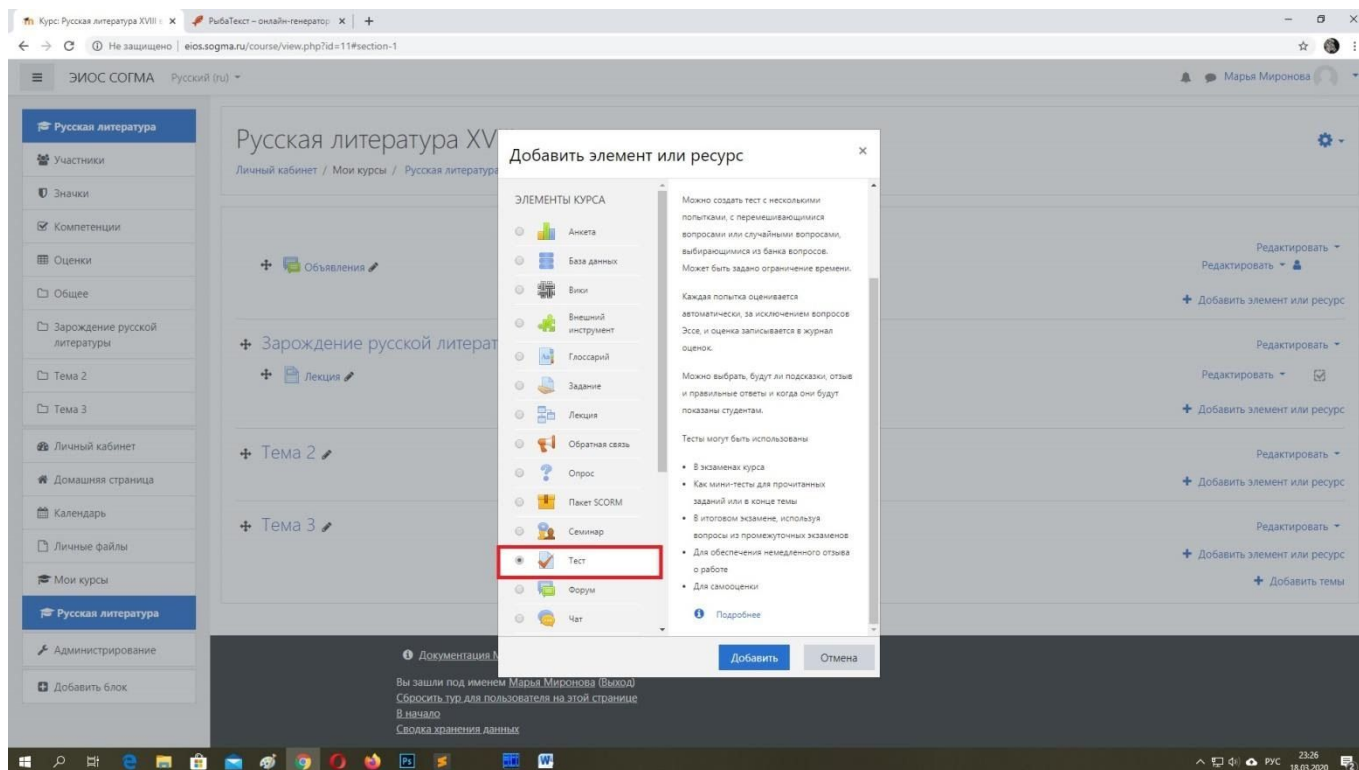 Курс: Русская литература XVIII
РыбаТекст – онлайн-генератор
Не защищено | eios.sogma.ru/course/view.php?id=11#section-1
ЭИОС СОГМА Русский (ru)
Марья Миронова
Русская литература
Участники
Значки
Компетенции
Оценки
Общее
Зарождение русской
литературы
Тема 2
Тема 3
Личный кабинет
Домашняя страница
Календарь
Личные файлы
Мои курсы
Русская литература
Администрирование
Добавить блок
Русская литература XV
Личный кабинет / Мои курсы / Русская литература
Объявления
Зарождение русской литерат
Лекция
Тема 2
Тема 3
Редактировать
Редактировать
Добавить элемент или ресурс
Редактировать
Редактировать
Добавить элемент или ресурс
Редактировать
Добавить элемент или ресурс
Редактировать
Добавить элемент или ресурс
Добавить темы
Добавить элемент или ресурс
ЭЛЕМЕНТЫ КУРСА
Анкета
База данных
Вики
Внешний
инструмент
Глоссарий
Задание
Лекция
Обратная связь
Опрос
Пакет SCORM
Семинар
Тест
Форум
Чат
Можно создать тест с несколькими
попытками, с перемешивающимися
вопросами или случайными вопросами,
выбирающимися из банка вопросов.
Может быть задано ограничение времени.
Каждая попытка оценивается
автоматически, за исключением вопросов
Эссе, и оценка записывается в журнал
оценок.
Можно выбрать, будут ли подсказки, отзыв
и правильные ответы и когда они будут
показаны студентам.
Тесты могут быть использованы
• В экзаменах курса
• Как мини-тесты для прочитанных
заданий или в конце темы
• В итоговом экзамене, используя
вопросы из промежуточных экзаменов
• Для обеспечения немедленного отзыва
о работе
• Для самооценки
Подробнее
Добавить
Отмена
Документация
Вы зашли под именем Марья Миронова (Выход)
Сбросить тур для пользователя на этой странице
В начало
Сводка хранения данных
РУС
23:26
18.03.2020